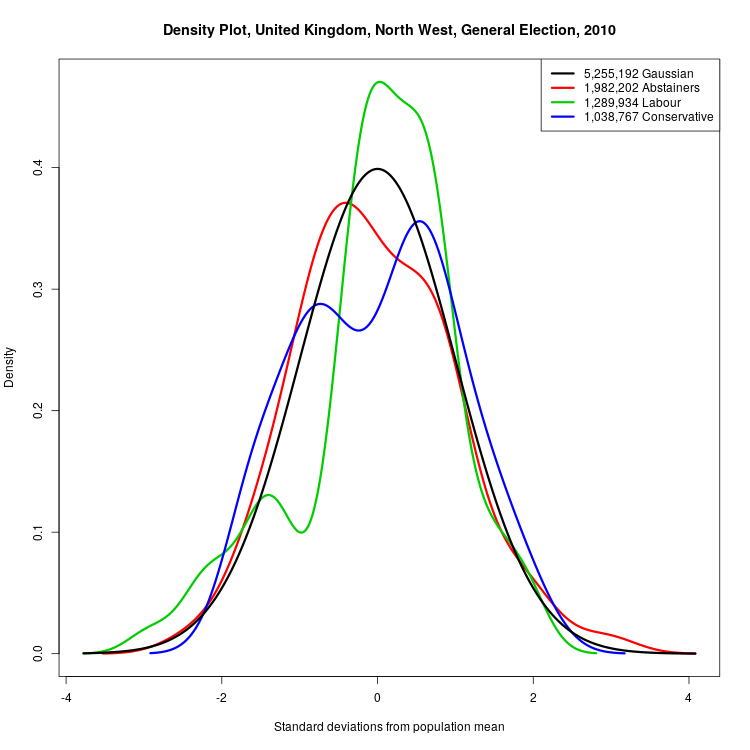 Density Plot, United Kingdom, North West, General Election, 2010
5,255,192 Gaussian
1,982,202 Abstainers
1,289,934 Labour
1,038,767 Conservative
Density
0.4
0.3
0.2
0.1
0.0
-4 -2 0 2 4
Standard deviations from population mean